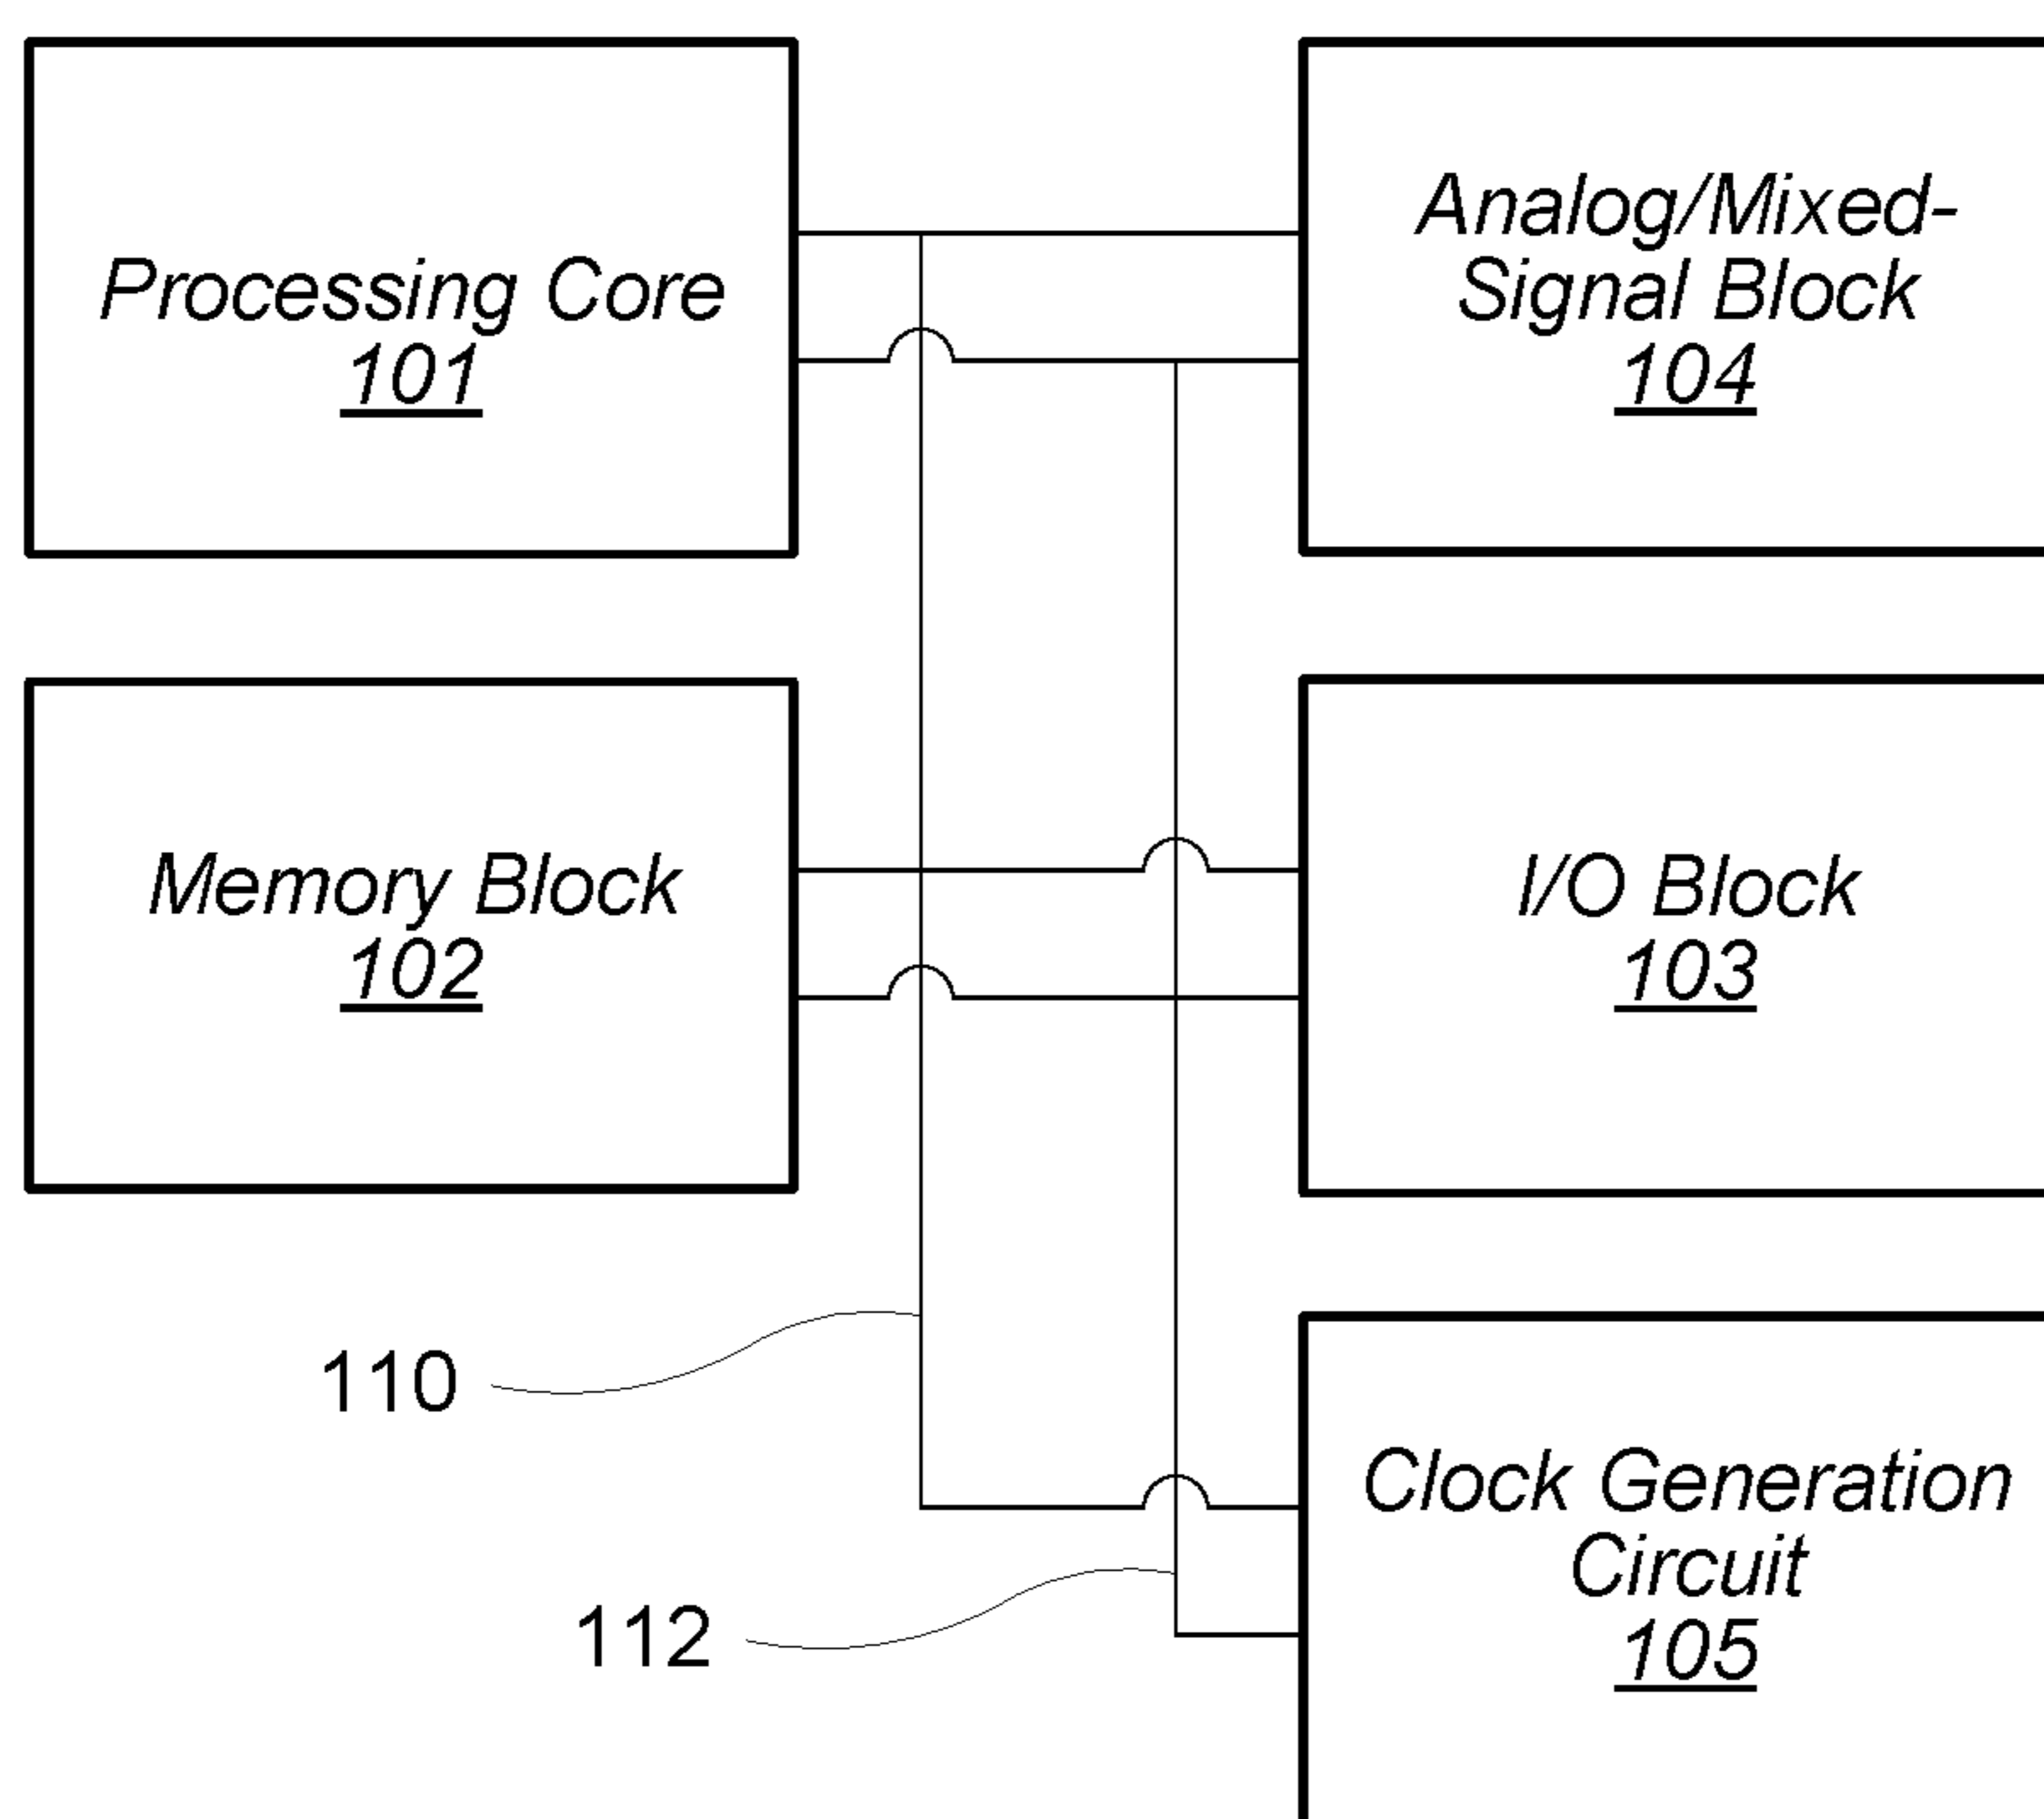 Processing Core
101
Analog/Mixed-
Signal Block
104
Memory Block
102
I/O Block
103
110
Clock Generation
Circuit
105
112